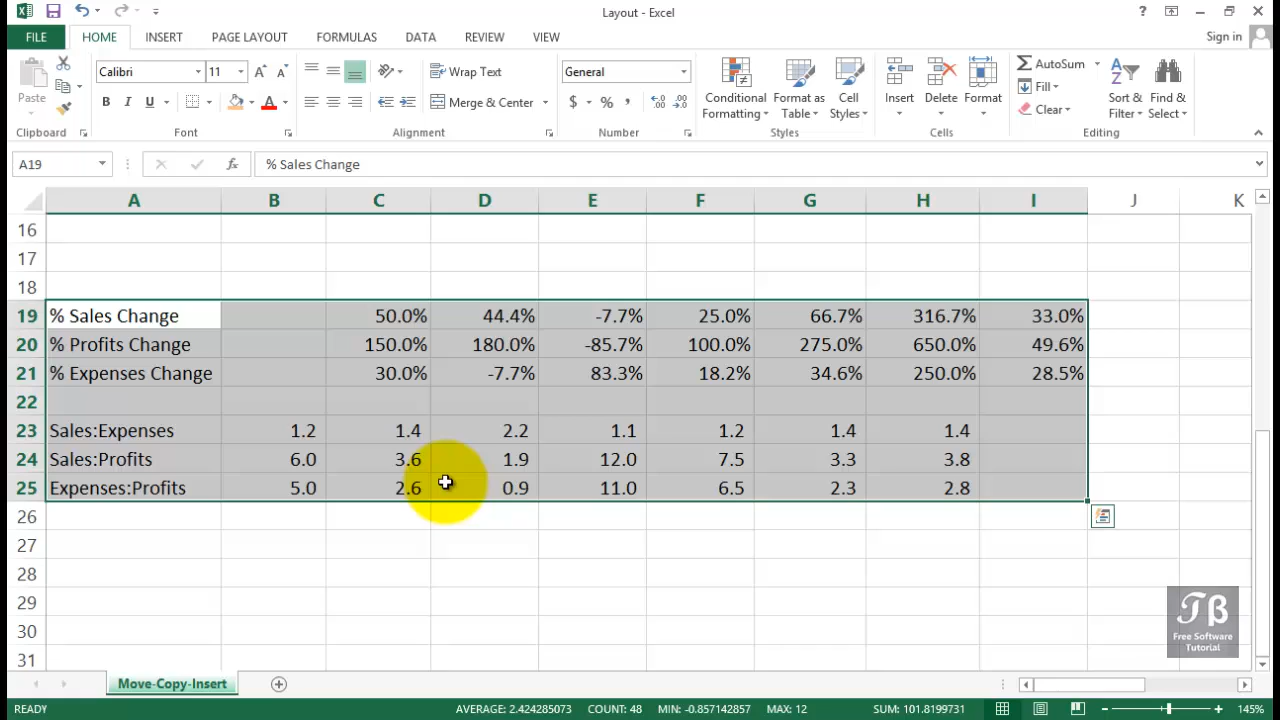 Layout - Excel
?
FILE HOME INSERT PAGE LAYOUT FORMULAS DATA REVIEW VIEW Sign in
Paste
Calibri 11
Wrap Text
General
Conditional Formatting
Format as Table
Cell Styles
Insert
Delete
Format
AutoSum
Fill
Clear
Sort & Filter
Find & Select
B I U A
Merge & Center
$ % ,
Clipboard Font Alignment Number Styles Cells Editing
A19 fx % Sales Change
A B C D E F G H I J K
16
17
18
19 % Sales Change 50.0% 44.4% -7.7% 25.0% 66.7% 316.7% 33.0%
20 % Profits Change 150.0% 180.0% -85.7% 100.0% 275.0% 650.0% 49.6%
21 % Expenses Change 30.0% -7.7% 83.3% 18.2% 34.6% 250.0% 28.5%
22
23 Sales:Expenses 1.2 1.4 2.2 1.1 1.2 1.4 1.4
24 Sales:Profits 6.0 3.6 1.9 12.0 7.5 3.3 3.8
25 Expenses:Profits 5.0 2.6 0.9 11.0 6.5 2.3 2.8
26
27
28
29
30
31
TB
Free Software
Tutorial
Move-Copy-Insert
READY AVERAGE: 2.424285073 COUNT: 48 MIN: -0.857142857 MAX: 12 SUM: 101.8199731 145%